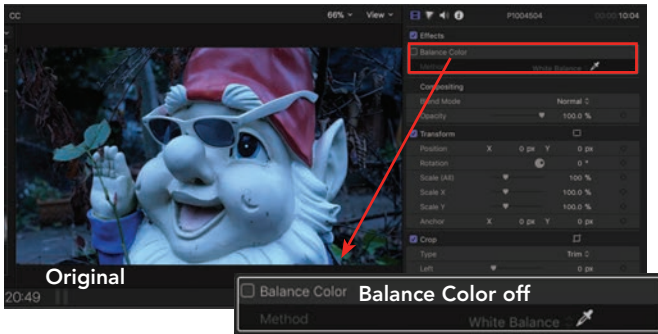 CC
66% View
P1004504
00:00:10:04
Effects
Balance Color
Method White Balance
Compositing
Blend Mode Normal
Opacity 100.0 %
Transform
Position X 0 px Y 0 px
Rotation 0 °
Scale (All) 100 %
Scale X 100.0 %
Scale Y 100.0 %
Anchor X 0 px Y 0 px
Crop
Type Trim
Left 0 px
Original
20:49
Balance Color Balance Color off
Method White Balance